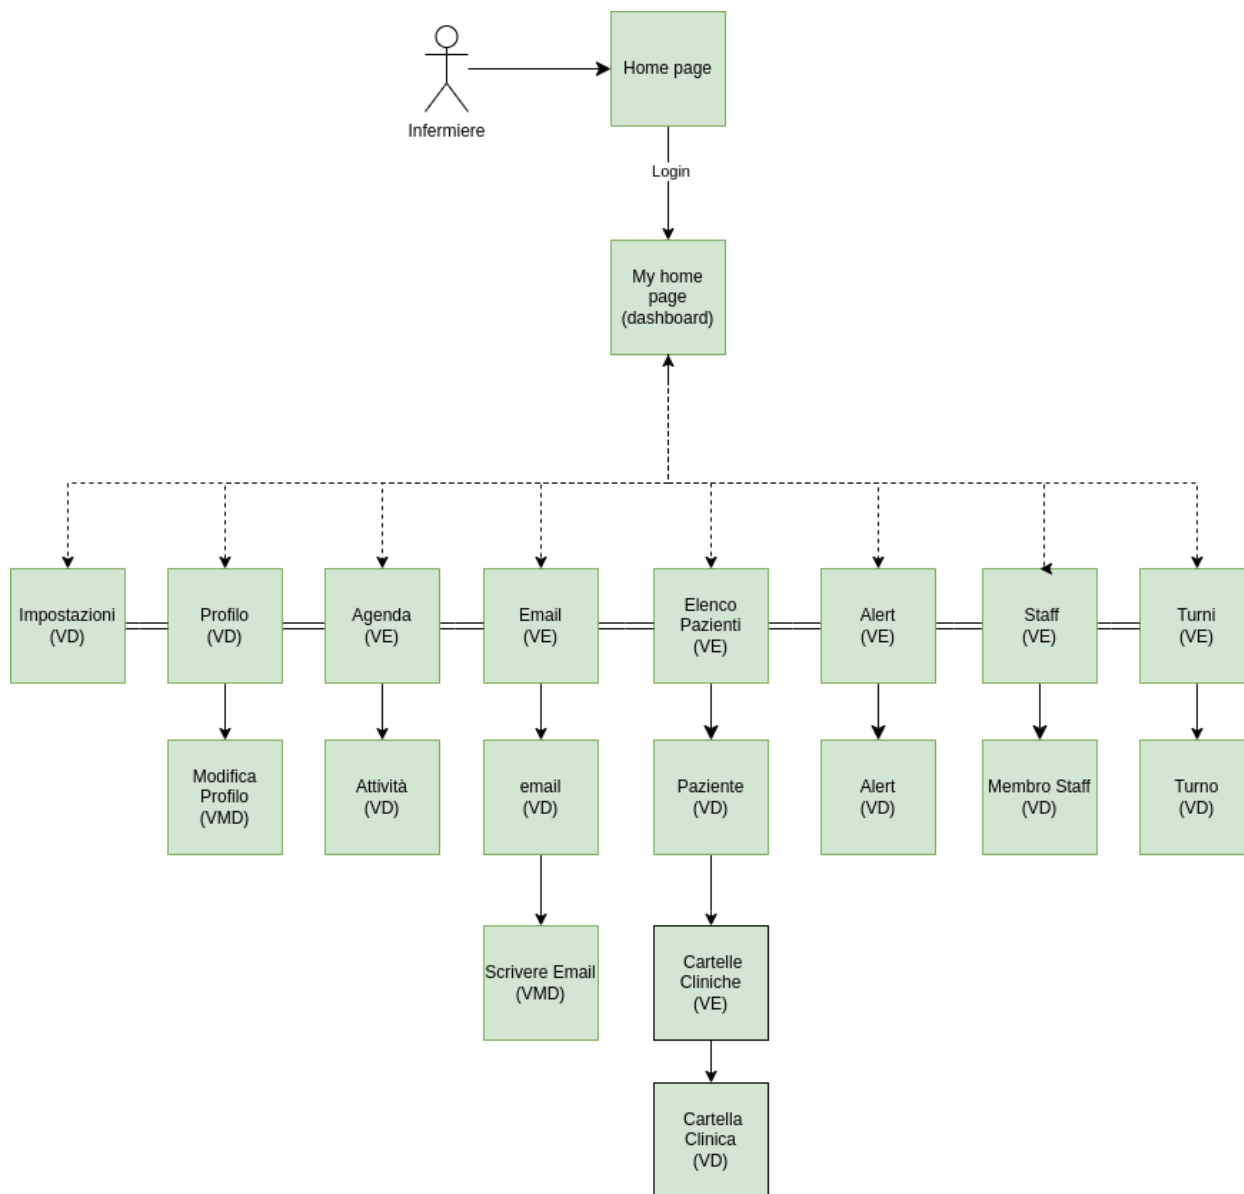 Home page
Infermiere
Login
My home
page
(dashboard)
Impostazioni
(VD)
Profilo
(VD)
Agenda
(VE)
Email
(VE)
Elenco
Pazienti
(VE)
Alert
(VE)
Staff
(VE)
Turni
(VE)
Modifica
Profilo
(VMD)
Attività
(VD)
email
(VD)
Paziente
(VD)
Alert
(VD)
Membro Staff
(VD)
Turno
(VD)
Scrivere Email
(VMD)
Cartelle
Cliniche
(VE)
Cartella
Clinica
(VD)